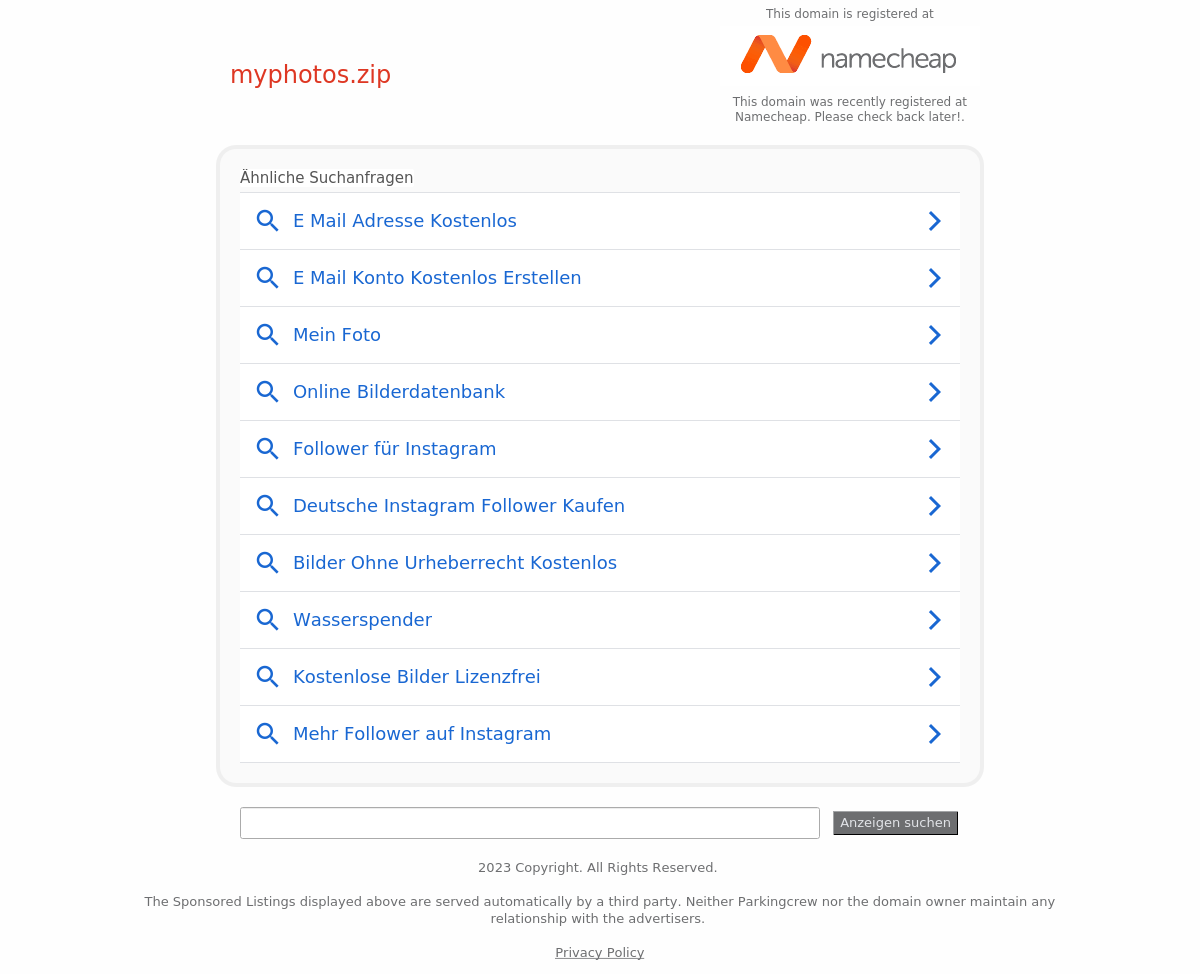 This domain is registered at
namecheap
myphotos.zip
This domain was recently registered at
Namecheap. Please check back later!.
Ähnliche Suchanfragen
E Mail Adresse Kostenlos
E Mail Konto Kostenlos Erstellen
Mein Foto
Online Bilderdatenbank
Follower für Instagram
Deutsche Instagram Follower Kaufen
Bilder Ohne Urheberrecht Kostenlos
Wasserspender
Kostenlose Bilder Lizenzfrei
Mehr Follower auf Instagram
Anzeigen suchen
2023 Copyright. All Rights Reserved.
The Sponsored Listings displayed above are served automatically by a third party. Neither Parkingcrew nor the domain owner maintain any
relationship with the advertisers.
Privacy Policy